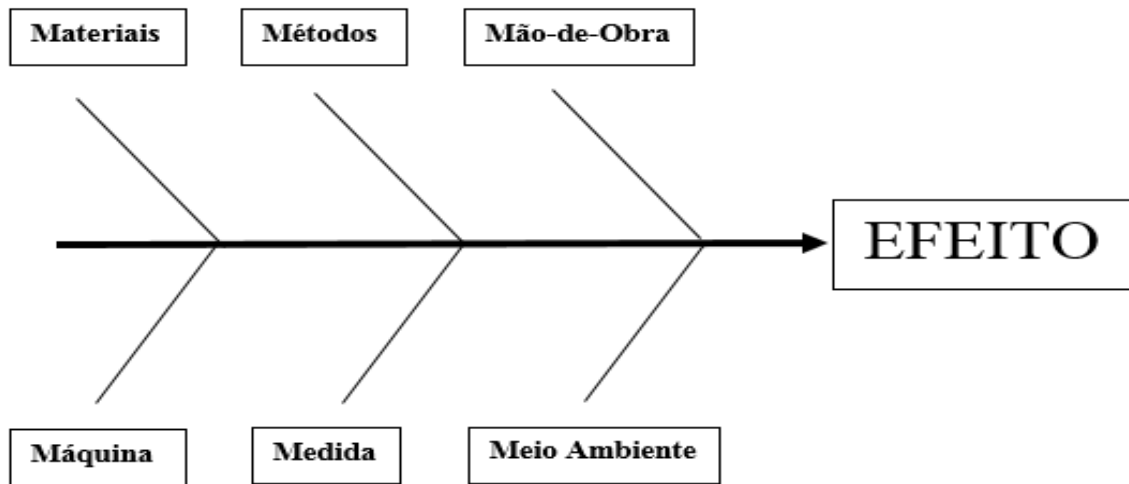 Materiais
Métodos
Mão-de-Obra
EFEITO
Máquina
Medida
Meio Ambiente